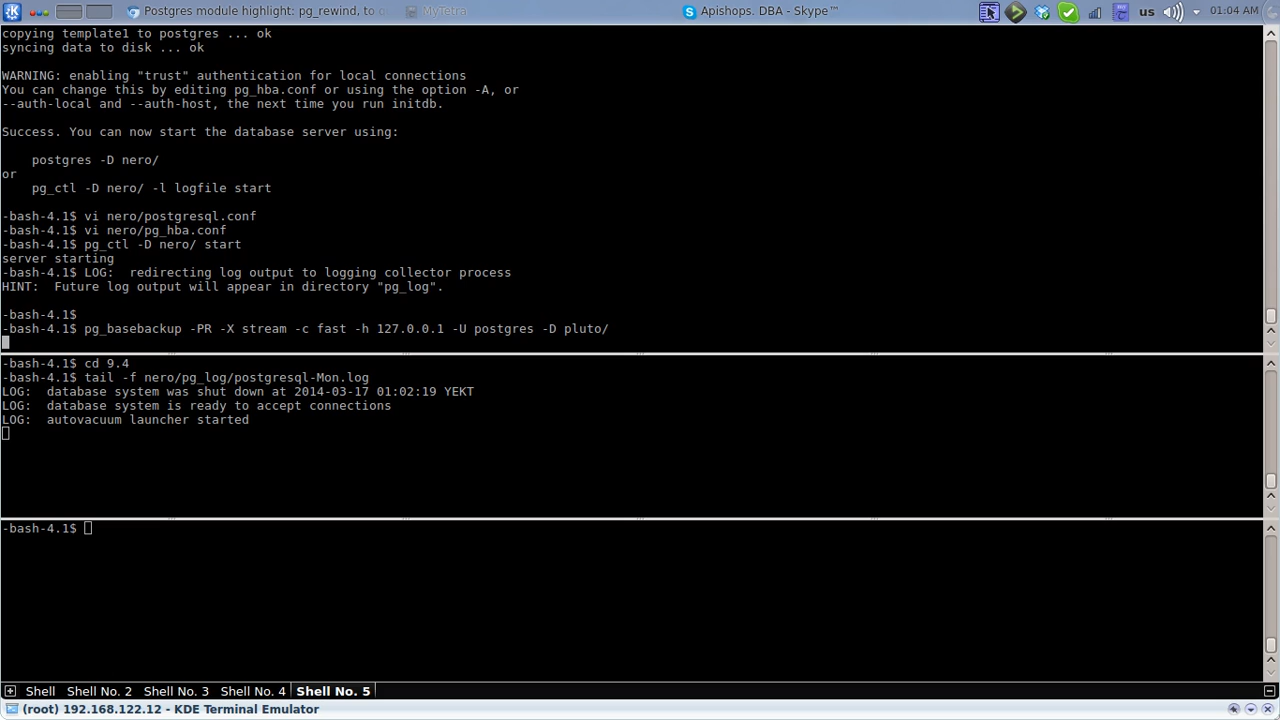 Postgres module highlight: pg_rewind, to
MyTetra
Apishops. DBA - Skype™
us
01:04 AM
copying template1 to postgres ... ok
syncing data to disk ... ok
WARNING: enabling "trust" authentication for local connections
You can change this by editing pg_hba.conf or using the option -A, or
--auth-local and --auth-host, the next time you run initdb.
Success. You can now start the database server using:
postgres -D nero/
or
pg_ctl -D nero/ -l logfile start
-bash-4.1$ vi nero/postgresql.conf
-bash-4.1$ vi nero/pg_hba.conf
-bash-4.1$ pg_ctl -D nero/ start
server starting
-bash-4.1$ LOG:  redirecting log output to logging collector process
HINT:  Future log output will appear in directory "pg_log".
-bash-4.1$
-bash-4.1$ pg_basebackup -PR -X stream -c fast -h 127.0.0.1 -U postgres -D pluto/
-bash-4.1$ cd 9.4
-bash-4.1$ tail -f nero/pg_log/postgresql-Mon.log
LOG:  database system was shut down at 2014-03-17 01:02:19 YEKT
LOG:  database system is ready to accept connections
LOG:  autovacuum launcher started
-bash-4.1$
Shell
Shell No. 2
Shell No. 3
Shell No. 4
Shell No. 5
(root) 192.168.122.12 - KDE Terminal Emulator